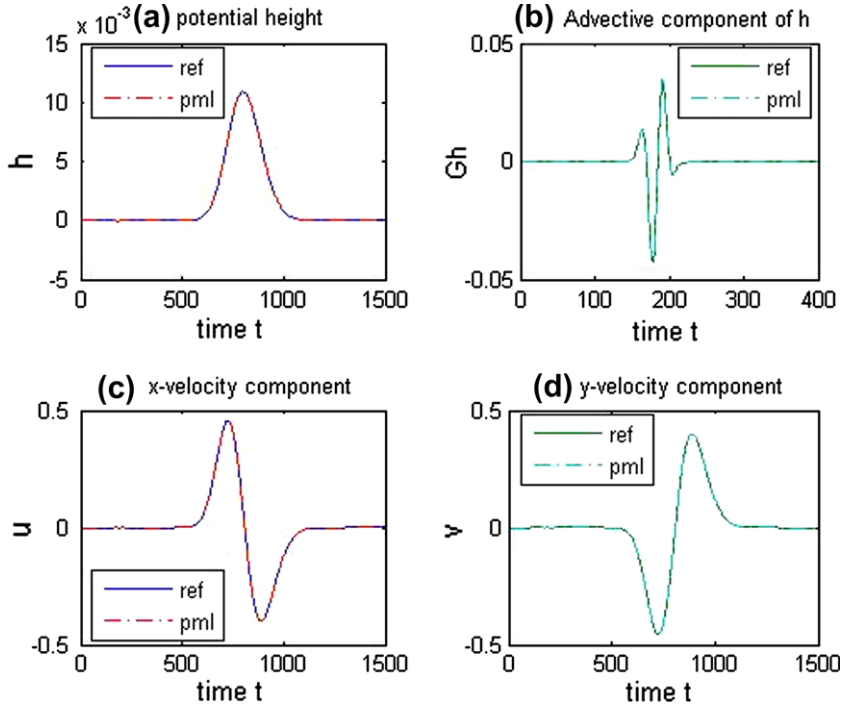 x 10⁻³ (a) potential height
15
10
5
0
-5
h
ref
pml
0 500 1000 1500
time t
(b) Advective component of h
0.05
0
-0.05
Gh
ref
pml
0 100 200 300 400
time t
(c) x-velocity component
0.5
0
-0.5
u
ref
pml
0 500 1000 1500
time t
(d) y-velocity component
0.5
0
-0.5
v
ref
pml
0 500 1000 1500
time t